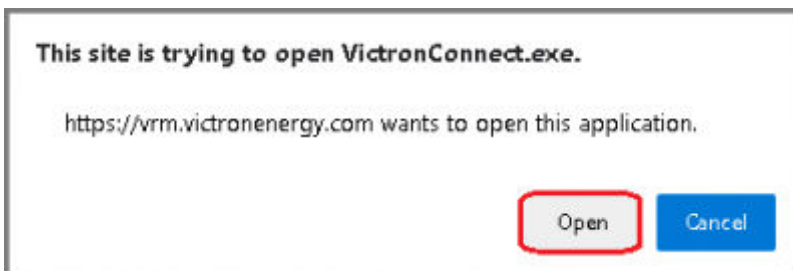 This site is trying to open VictronConnect.exe.
https://vrm.victronenergy.com wants to open this application.
Open
Cancel